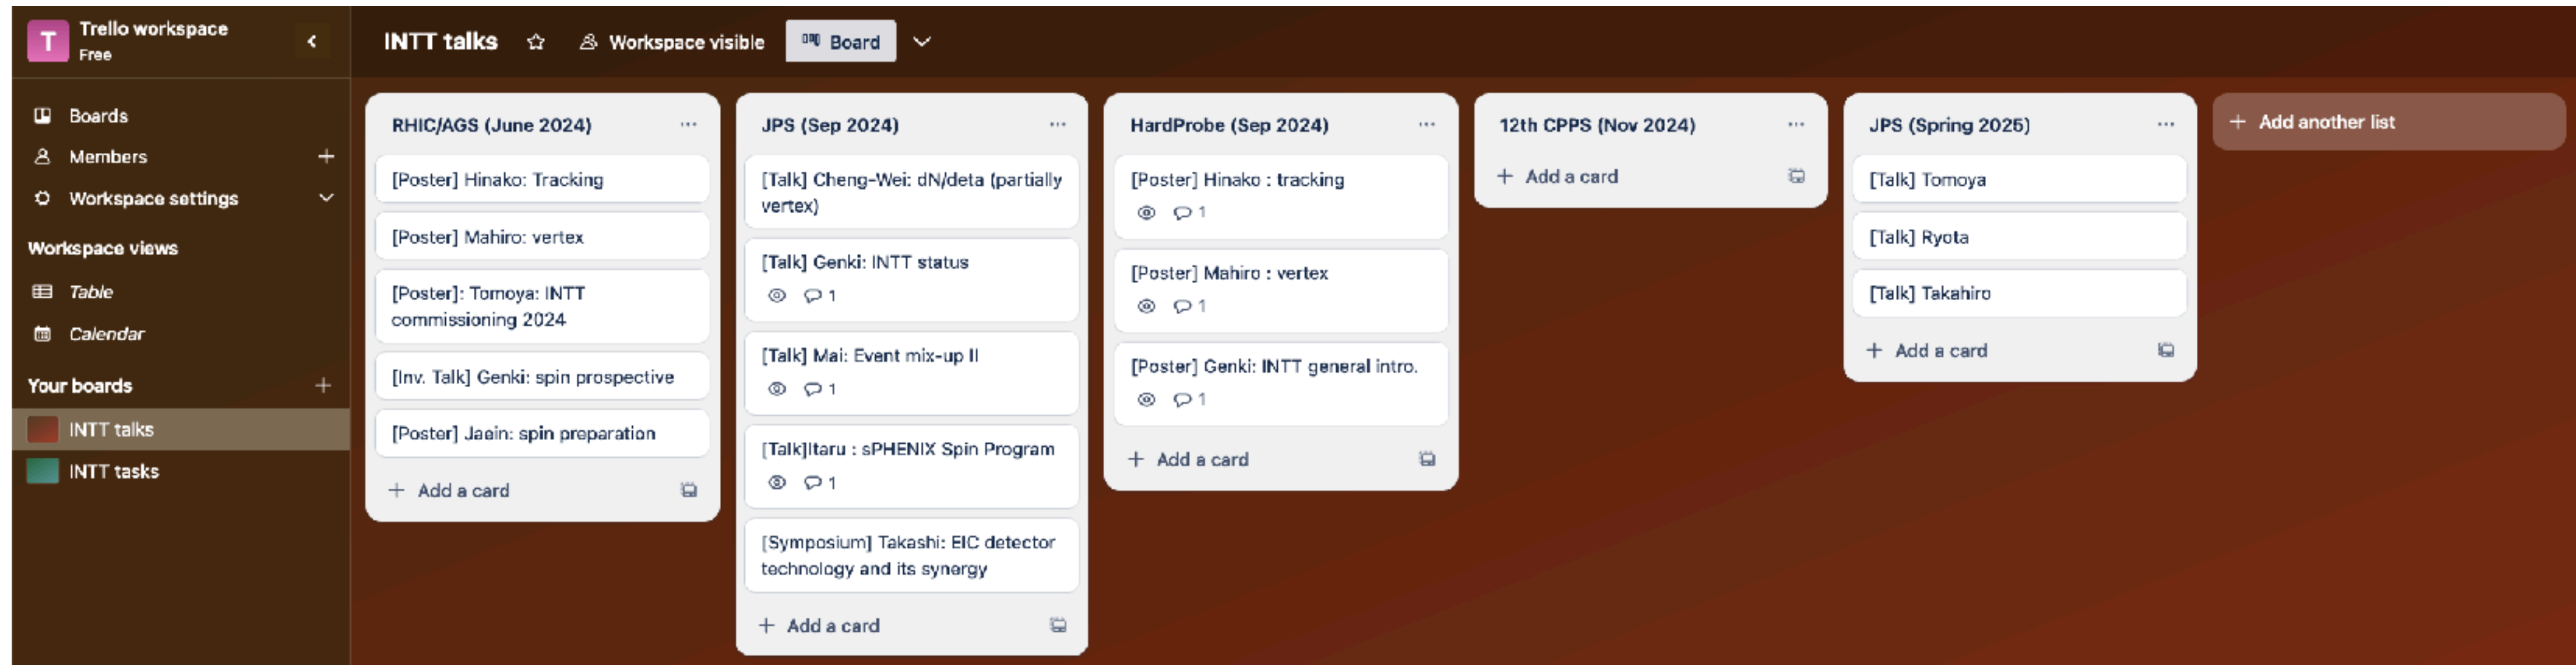 T
Trello workspace
Free
Boards
Members
Workspace settings
Workspace views
Table
Calendar
Your boards
INTT talks
INTT tasks
INTT talks
Workspace visible
Board
RHIC/AGS (June 2024)
[Poster] Hinako: Tracking
[Poster] Mahiro: vertex
[Poster]: Tomoya: INTT
commissioning 2024
[Inv. Talk] Genki: spin prospective
[Poster] Jaein: spin preparation
+ Add a card
JPS (Sep 2024)
[Talk] Cheng-Wei: dN/deta (partially
vertex)
[Talk] Genki: INTT status
1
[Talk] Mai: Event mix-up II
1
[Talk]Itaru : sPHENIX Spin Program
1
[Symposium] Takashi: EIC detector
technology and its synergy
+ Add a card
HardProbe (Sep 2024)
[Poster] Hinako : tracking
1
[Poster] Mahiro : vertex
1
[Poster] Genki: INTT general intro.
1
+ Add a card
12th CPPS (Nov 2024)
+ Add a card
JPS (Spring 2025)
[Talk] Tomoya
[Talk] Ryota
[Talk] Takahiro
+ Add a card
+ Add another list